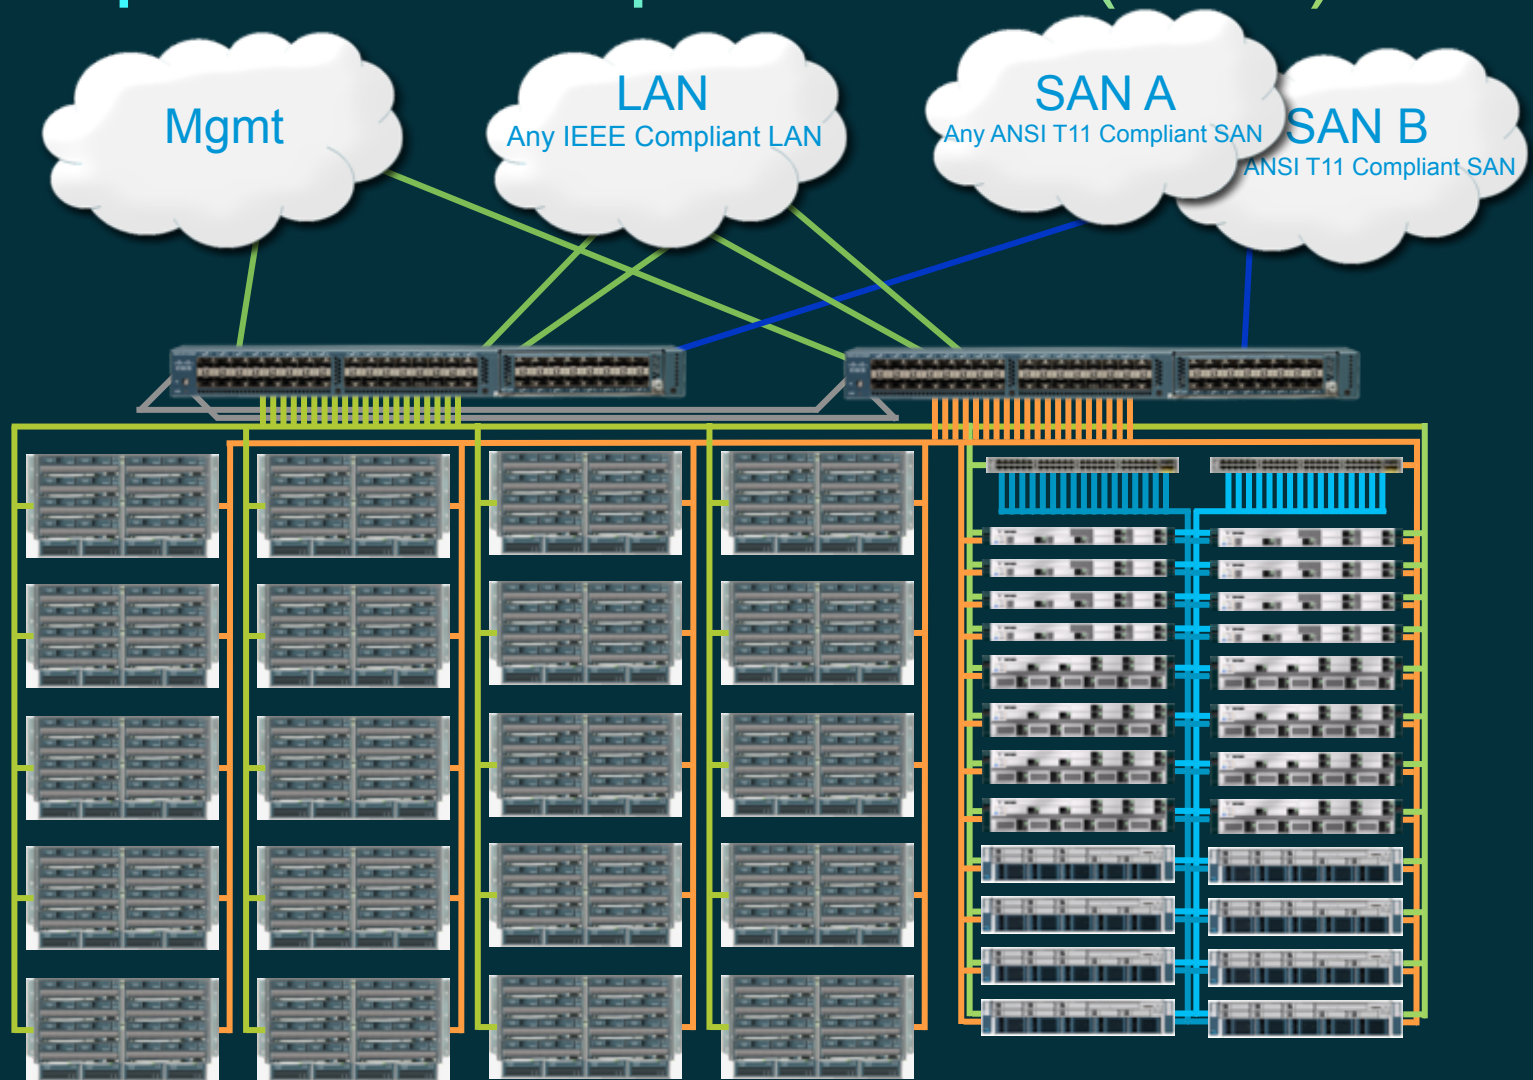 Mgmt
LAN
Any IEEE Compliant LAN
SAN A
Any ANSI T11 Compliant SAN
SAN B
ANSI T11 Compliant SAN